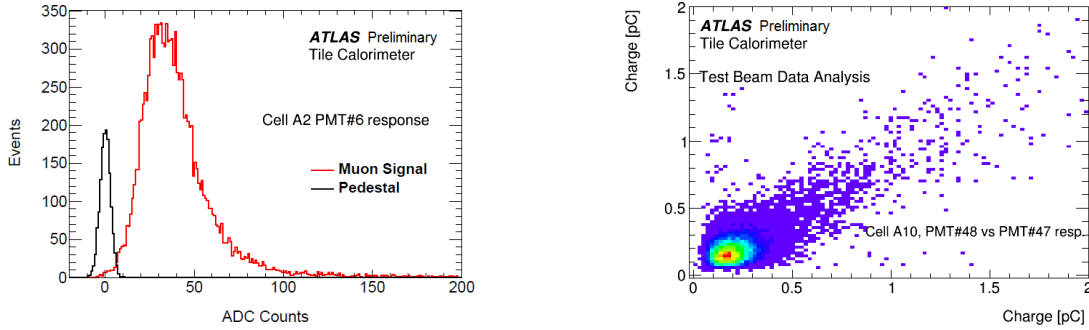 350
300
250
200
150
100
50
0
Events
ATLAS Preliminary
Tile Calorimeter
Cell A2 PMT#6 response
Muon Signal
Pedestal
0 50 100 150 200
ADC Counts
2
1.5
1
0.5
0
Charge [pC]
ATLAS Preliminary
Tile Calorimeter
Test Beam Data Analysis
Cell A10, PMT#48 vs PMT#47 resp.
0 0.5 1 1.5 2
Charge [pC]